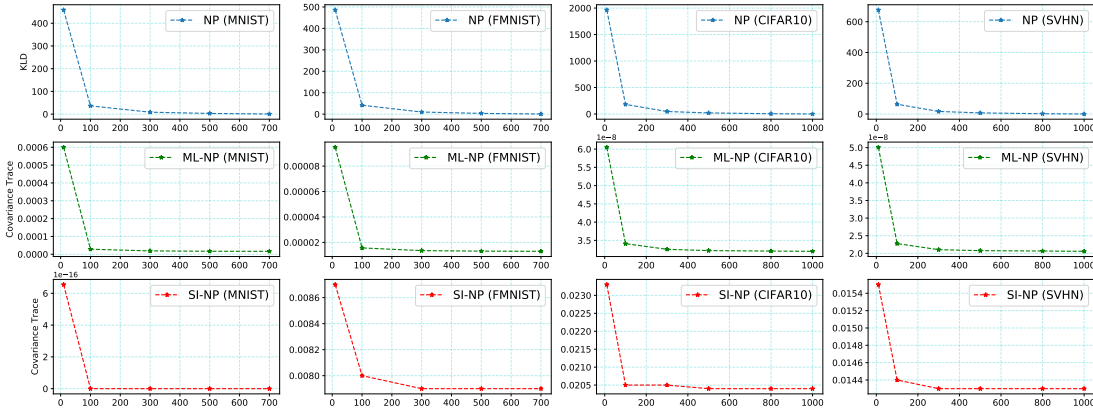 NP (MNIST)
KLD
400
300
200
100
0
0 100 200 300 400 500 600 700
NP (FMNIST)
500
400
300
200
100
0
0 100 200 300 400 500 600 700
NP (CIFAR10)
2000
1750
1500
1250
1000
750
500
250
0
0 200 400 600 800 1000
NP (SVHN)
600
400
200
0
0 200 400 600 800 1000
ML-NP (MNIST)
Covariance Trace
0.0006
0.0005
0.0004
0.0003
0.0002
0.0001
0.0000
0 100 200 300 400 500 600 700
ML-NP (FMNIST)
0.00008
0.00006
0.00004
0.00002
0 100 200 300 400 500 600 700
1e-8
ML-NP (CIFAR10)
6.0
5.5
5.0
4.5
4.0
3.5
0 200 400 600 800 1000
1e-8
ML-NP (SVHN)
5.0
4.5
4.0
3.5
3.0
2.5
2.0
0 200 400 600 800 1000
1e-16
SI-NP (MNIST)
Covariance Trace
6
4
2
0
0 100 200 300 400 500 600 700
SI-NP (FMNIST)
0.0086
0.0084
0.0082
0.0080
0 100 200 300 400 500 600 700
SI-NP (CIFAR10)
0.0230
0.0225
0.0220
0.0215
0.0210
0.0205
0 200 400 600 800 1000
SI-NP (SVHN)
0.0154
0.0152
0.0150
0.0148
0.0146
0.0144
0 200 400 600 800 1000